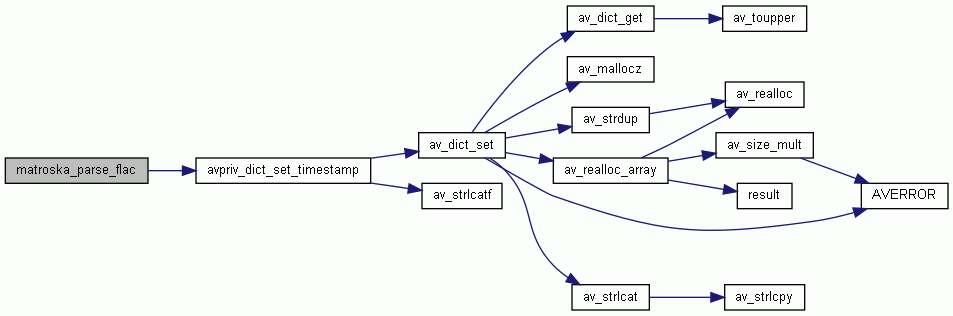 av_dict_get
av_toupper
av_mallocz
av_realloc
av_strdup
av_dict_set
av_size_mult
matroska_parse_flac
avpriv_dict_set_timestamp
av_realloc_array
av_strlcatf
result
AVERROR
av_strlcat
av_strlcpy